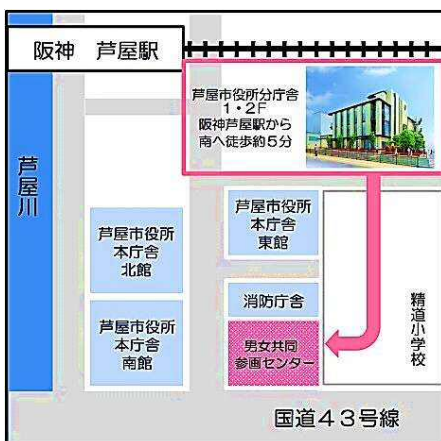 阪神 芦屋駅
芦屋市役所分庁舎
1・2F
阪神芦屋駅から
南へ徒歩約5分
芦屋川
芦屋市役所
本庁舎
北館
芦屋市役所
本庁舎
東館
消防庁舎
芦屋市役所
本庁舎
南館
男女共同
参画センター
精道小学校
国道43号線